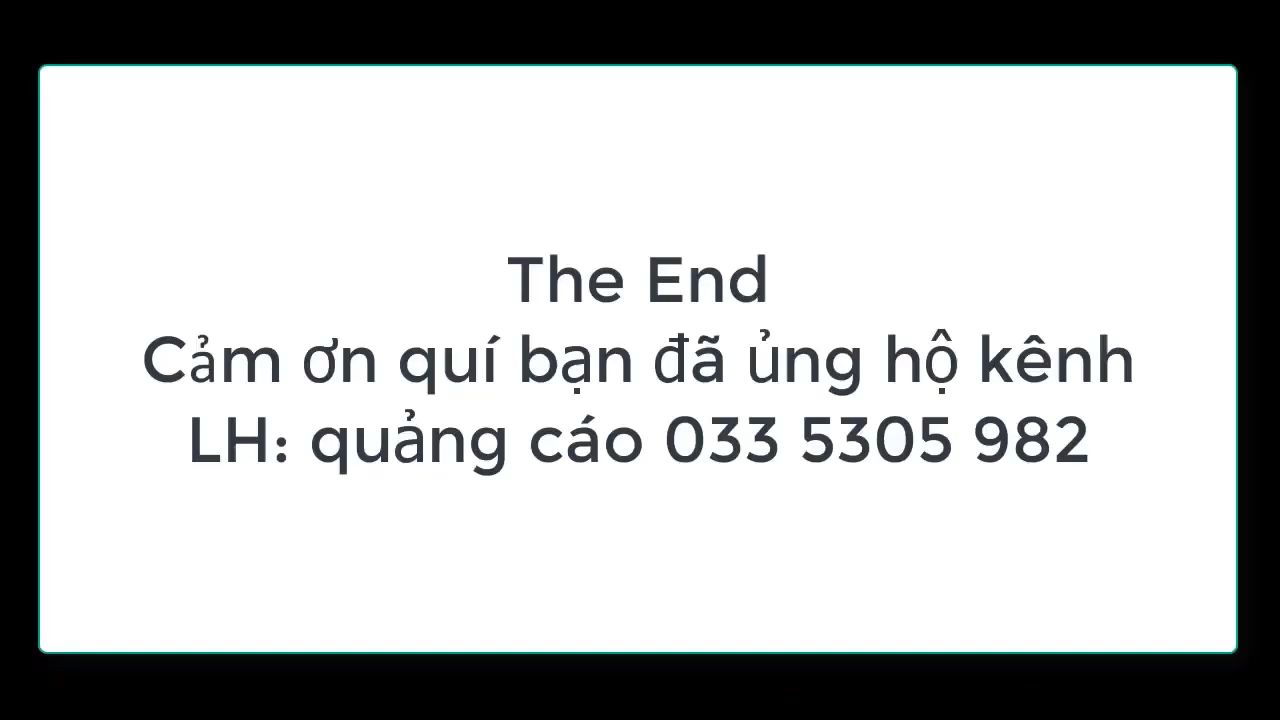 The End
Cảm ơn quí bạn đã ủng hộ kênh
LH: quảng cáo 033 5305 982